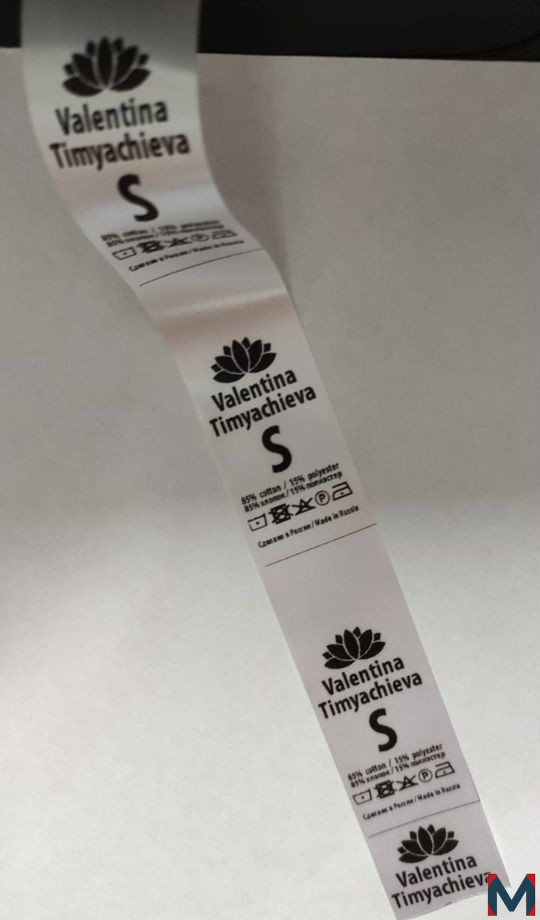 Valentina
Timyachieva
S
85% cotton / 15% polyester
85% хлопок / 15% полиэстер
Сделано в России / Made in Russia
Valentina
Timyachieva
S
85% cotton / 15% polyester
85% хлопок / 15% полиэстер
P
Сделано в России / Made in Russia
Valentina
Timyachieva
S
85% cotton / 15% polyester
85% хлопок / 15% полиэстер
P
Сделано в России / Made in Russia
Valentina
Timyachieva
M